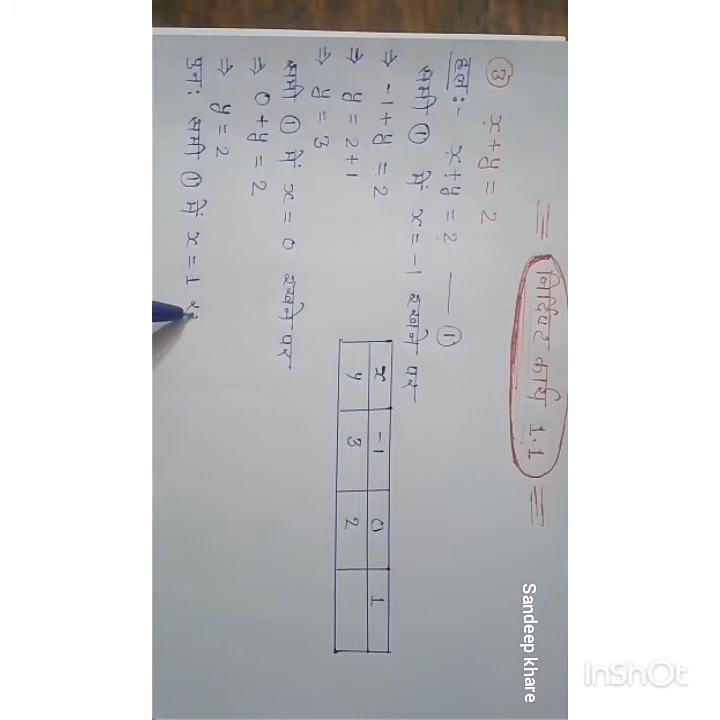 = निर्दिष्ट कार्य 1.1 =
③ x + y = 2
हल:- x + y = 2 — ①
समी ① में x = -1 रखने पर
⇒ -1 + y = 2
⇒ y = 2 + 1
⇒ y = 3
समी ① में x = 0 रखने पर
⇒ 0 + y = 2
⇒ y = 2
पुन: समी ① में x = 1
x -1 0 1
y 3 2
Sandeep khare
InShOt